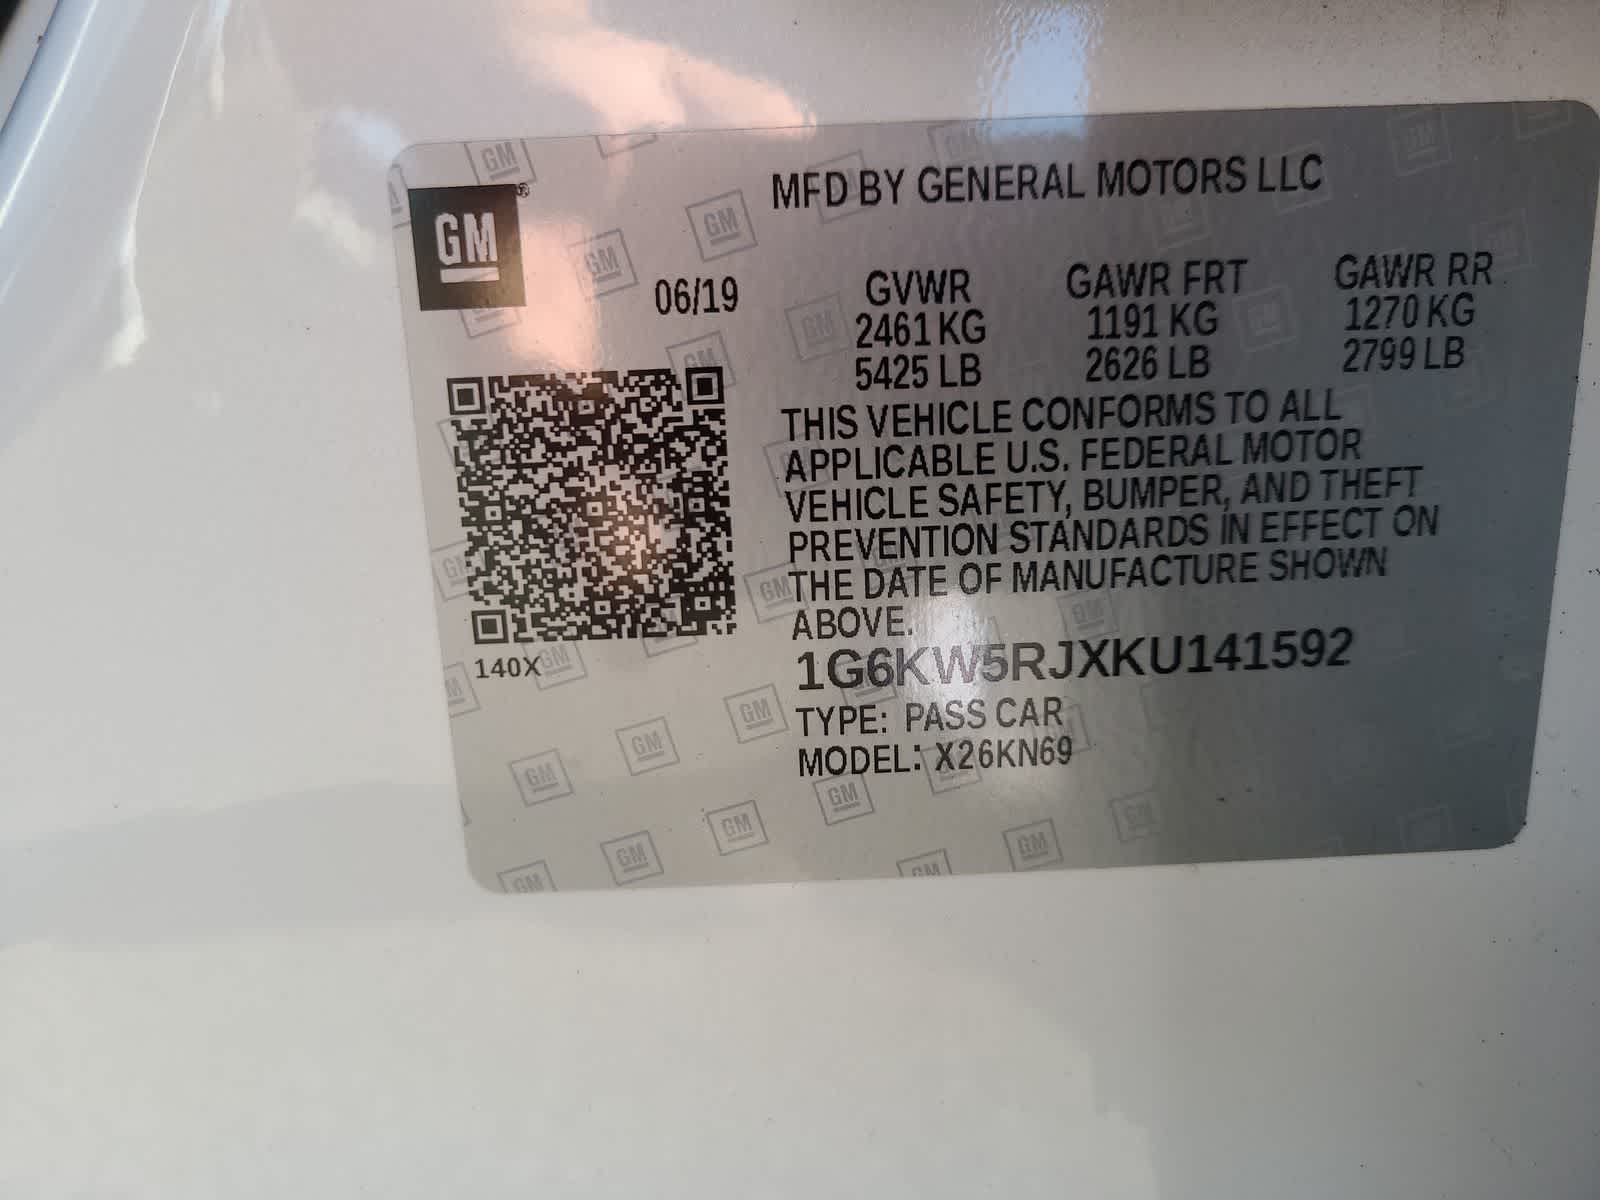 MFD BY GENERAL MOTORS LLC
GM®
06/19
GVWR GAWR FRT GAWR RR
2461 KG 1191 KG 1270 KG
5425 LB 2626 LB 2799 LB
THIS VEHICLE CONFORMS TO ALL
APPLICABLE U.S. FEDERAL MOTOR
VEHICLE SAFETY, BUMPER, AND THEFT
PREVENTION STANDARDS IN EFFECT ON
THE DATE OF MANUFACTURE SHOWN
ABOVE.
140X
1G6KW5RJXKU141592
TYPE: PASS CAR
MODEL: X26KN69